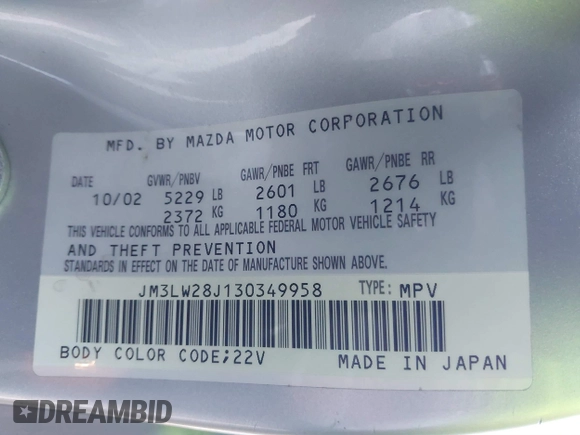 MFD. BY MAZDA MOTOR CORPORATION
DATE GVWR/PNBV GAWR/PNBE FRT GAWR/PNBE RR
10/02 5229 LB 2601 LB 2676 LB
2372 KG 1180 KG 1214 KG
THIS VEHICLE CONFORMS TO ALL APPLICABLE FEDERAL MOTOR VEHICLE SAFETY
AND THEFT PREVENTION
STANDARDS IN EFFECT ON THE DATE OF MANUFACTURE SHOWN ABOVE.
JM3LW28J130349958 TYPE: MPV
BODY COLOR CODE;22V MADE IN JAPAN
DREAMBID